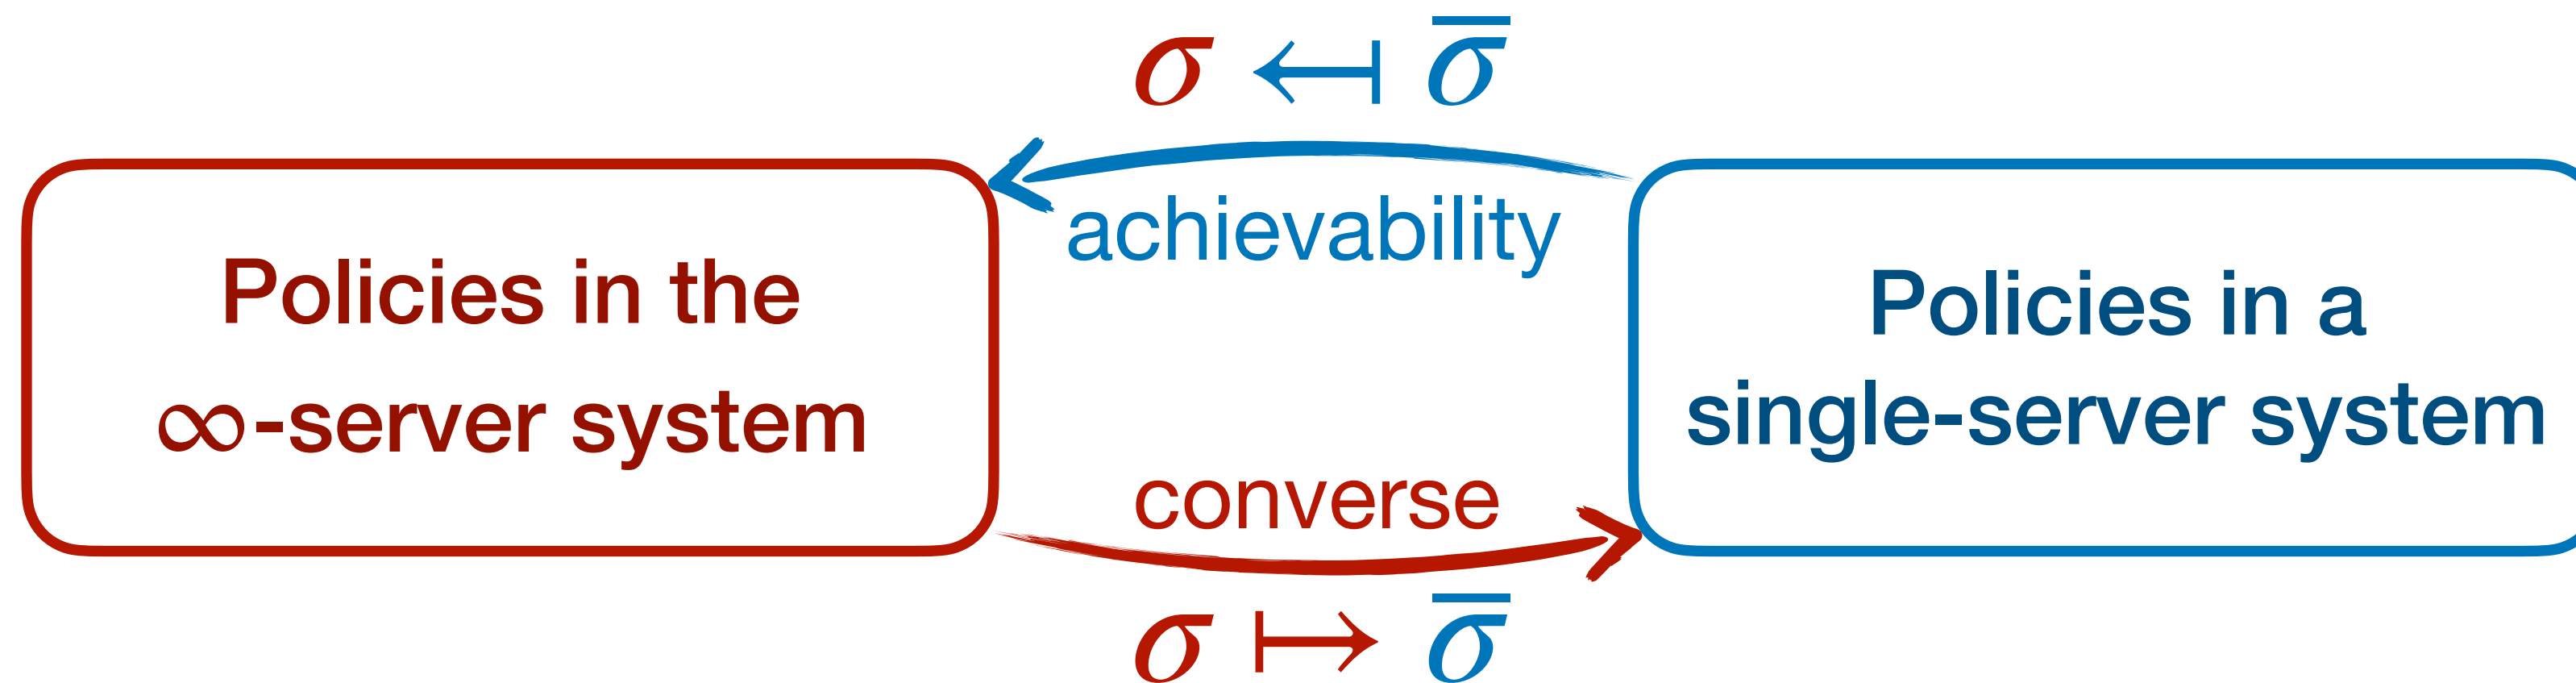 σ ↤ σ̅
achievability
Policies in the
∞-server system
Policies in a
single-server system
converse
σ ↦ σ̅